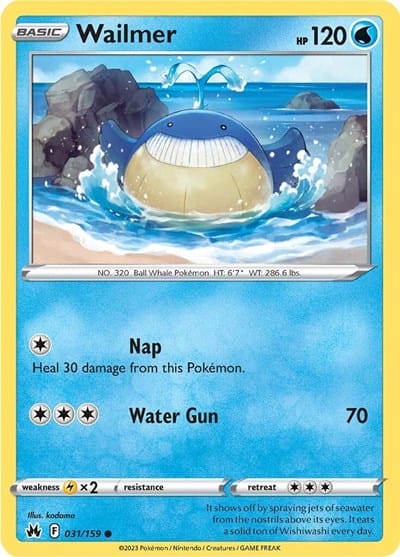 BASIC Wailmer HP 120
NO. 320 Ball Whale Pokémon HT: 6'7" WT: 286.6 lbs.
Nap
Heal 30 damage from this Pokémon.
Water Gun 70
weakness ×2 resistance retreat
Illus. kodama
It shows off by spraying jets of seawater
from the nostrils above its eyes. It eats
a solid ton of Wishiwashi every day.
F 031/159
©2023 Pokémon / Nintendo / Creatures / GAME FREAK